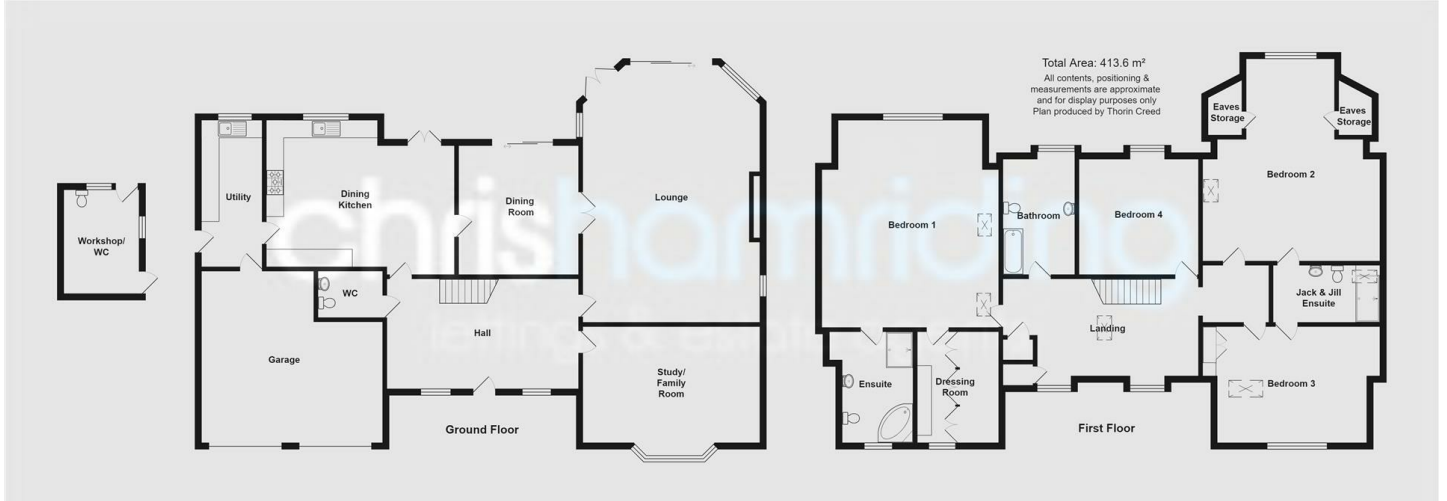 Total Area: 413.6 m²
All contents, positioning &
measurements are approximate
and for display purposes only
Plan produced by Thorin Creed
Workshop/
WC
Utility
Dining
Kitchen
Dining
Room
Lounge
WC
Hall
Garage
Study/
Family
Room
Ground Floor
Eaves
Storage
Eaves
Storage
Bedroom 1
Bathroom
Bedroom 4
Bedroom 2
Jack & Jill
Ensuite
Landing
Ensuite
Dressing
Room
Bedroom 3
First Floor
chrishamriding
lettings & estate